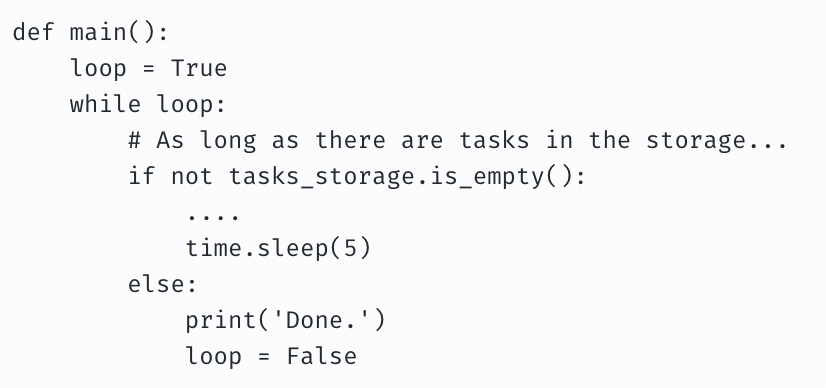 def main():
    loop = True
    while loop:
        # As long as there are tasks in the storage...
        if not tasks_storage.is_empty():
            ....
            time.sleep(5)
        else:
            print('Done.')
            loop = False